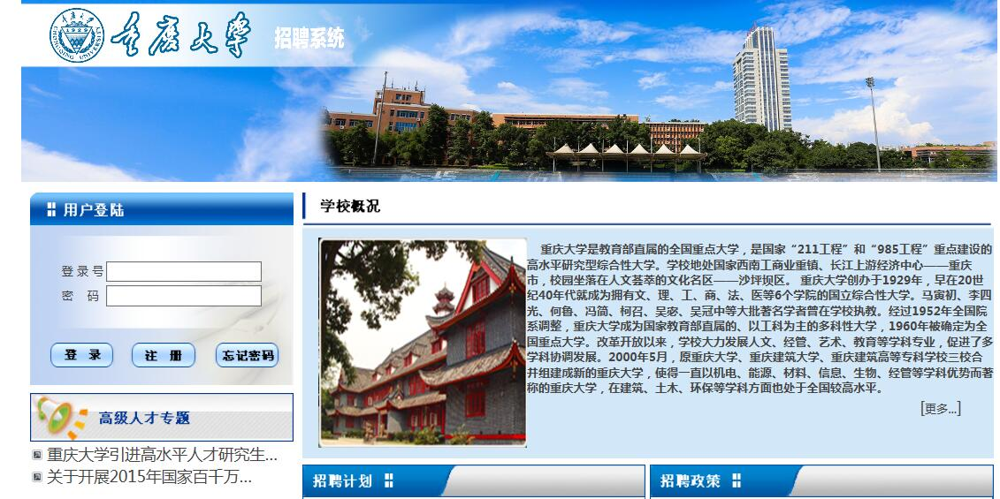 重庆大学 招聘系统
CHONGQING UNIVERSITY
用户登陆
登录号
密 码
登 录 注 册 忘记密码
高级人才专题
重庆大学引进高水平人才研究生...
关于开展2015年国家百千万...
学校概况
重庆大学是教育部直属的全国重点大学，是国家“211工程”和“985工程”重点建设的
高水平研究型综合性大学。学校地处国家西南工商业重镇、长江上游经济中心——重庆
市，校园坐落在人文荟萃的文化名区——沙坪坝区。 重庆大学创办于1929年，早在20世
纪40年代就成为拥有文、理、工、商、法、医等6个学院的国立综合性大学。马寅初、李四
光、何鲁、冯简、柯召、吴宓、吴冠中等大批著名学者曾在学校执教。经过1952年全国院
系调整，重庆大学成为国家教育部直属的、以工科为主的多科性大学，1960年被确定为全
国重点大学。改革开放以来，学校大力发展人文、经管、艺术、教育等学科专业，促进了多
学科协调发展。2000年5月，原重庆大学、重庆建筑大学、重庆建筑高等专科学校三校合
并组建成新的重庆大学，使得一直以机电、能源、材料、信息、生物、经管等学科优势而著
称的重庆大学，在建筑、土木、环保等学科方面也处于全国较高水平。
[更多...]
招聘计划
招聘政策